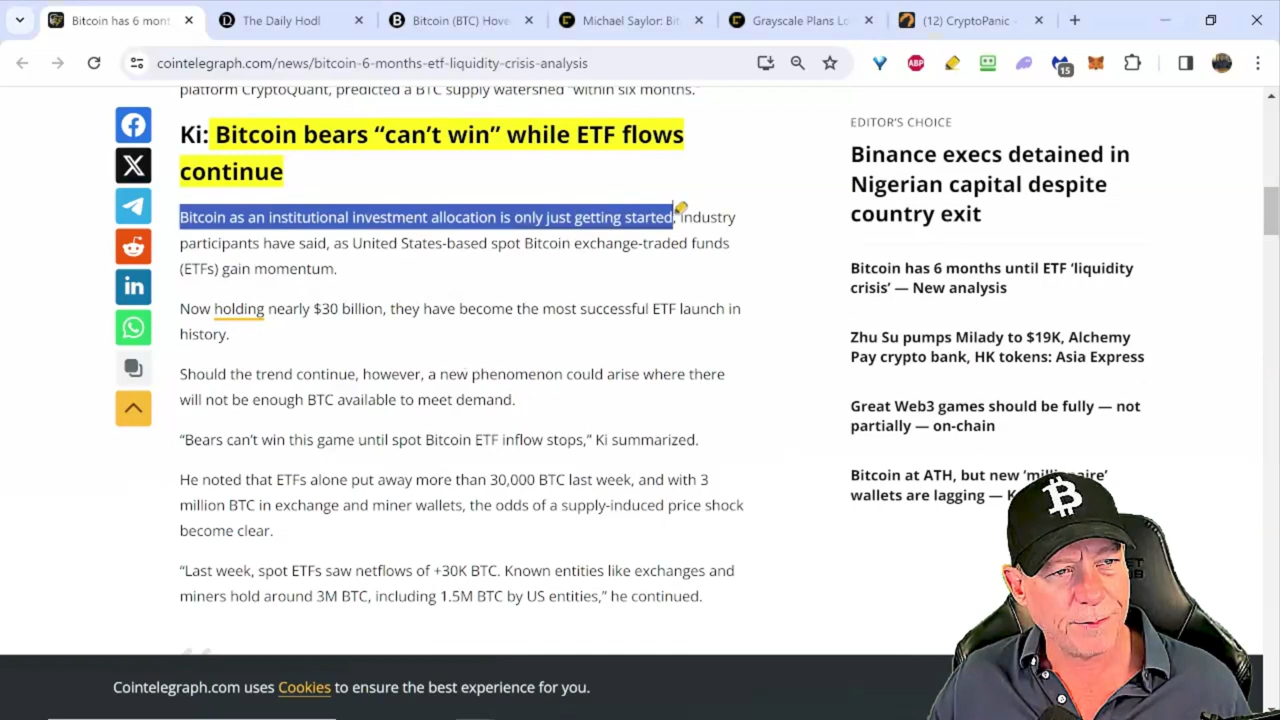 Bitcoin has 6 mont
The Daily Hodl
Bitcoin (BTC) Hove
Michael Saylor: Bit
Grayscale Plans Lo
(12) CryptoPanic -
cointelegraph.com/news/bitcoin-6-months-etf-liquidity-crisis-analysis
ABP
15
platform CryptoQuant, predicted a BTC supply watershed “within six months.”
Ki: Bitcoin bears “can’t win” while ETF flows
continue
Bitcoin as an institutional investment allocation is only just getting started, industry
participants have said, as United States-based spot Bitcoin exchange-traded funds
(ETFs) gain momentum.
Now holding nearly $30 billion, they have become the most successful ETF launch in
history.
Should the trend continue, however, a new phenomenon could arise where there
will not be enough BTC available to meet demand.
“Bears can’t win this game until spot Bitcoin ETF inflow stops,” Ki summarized.
He noted that ETFs alone put away more than 30,000 BTC last week, and with 3
million BTC in exchange and miner wallets, the odds of a supply-induced price shock
become clear.
“Last week, spot ETFs saw netflows of +30K BTC. Known entities like exchanges and
miners hold around 3M BTC, including 1.5M BTC by US entities,” he continued.
EDITOR’S CHOICE
Binance execs detained in
Nigerian capital despite
country exit
Bitcoin has 6 months until ETF ‘liquidity
crisis’ — New analysis
Zhu Su pumps Milady to $19K, Alchemy
Pay crypto bank, HK tokens: Asia Express
Great Web3 games should be fully — not
partially — on-chain
Bitcoin at ATH, but new
wallets are lagging —
Cointelegraph.com uses Cookies to ensure the best experience for you.